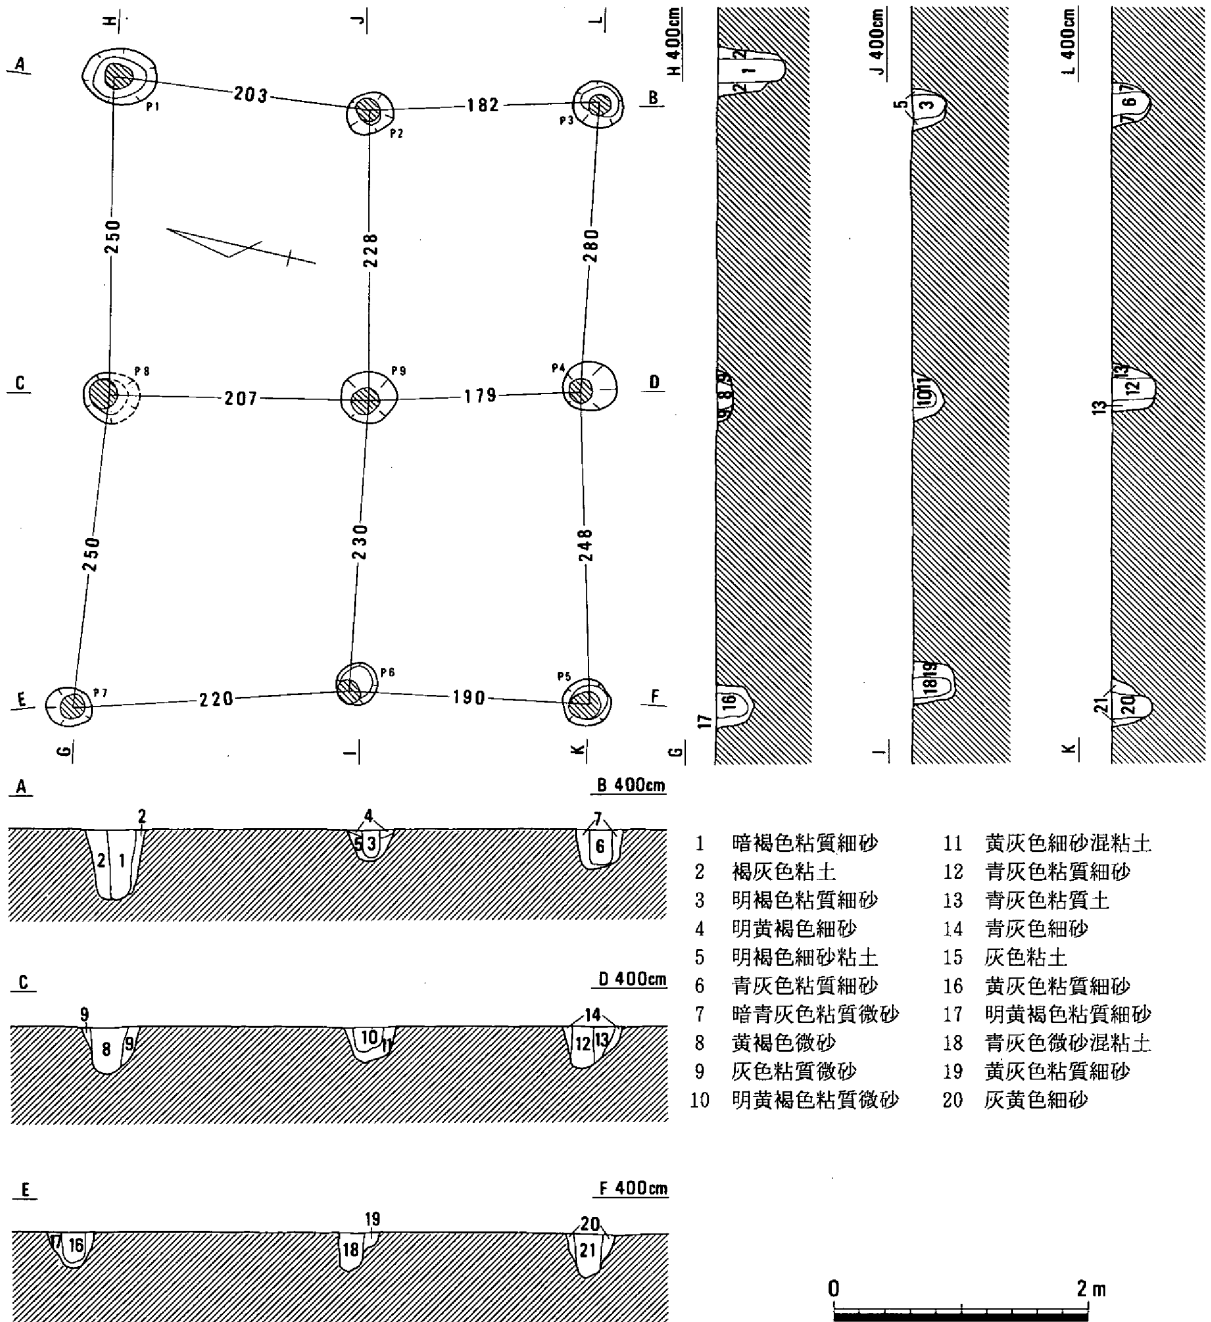 H
J
L
A
P1
203
P2
182
P3
B
250
228
280
C
P8
207
P9
179
P4
D
250
230
248
E
P7
220
P6
190
P5
F
G
I
K
H 400cm
2
1
2
9
8
9
16
17
G
J 400cm
5
3
10
11
18
19
I
L 400cm
7
6
7
13
12
13
21
20
K
A
B 400cm
2
1
2
4
5
3
7
6
C
D 400cm
9
8
9
10
11
14
12
13
E
F 400cm
17
16
19
18
20
21
1 暗褐色粘質細砂
2 褐灰色粘土
3 明褐色粘質細砂
4 明黄褐色細砂
5 明褐色細砂粘土
6 青灰色粘質細砂
7 暗青灰色粘質微砂
8 黄褐色微砂
9 灰色粘質微砂
10 明黄褐色粘質微砂
11 黄灰色細砂混粘土
12 青灰色粘質細砂
13 青灰色粘質土
14 青灰色細砂
15 灰色粘土
16 黄灰色粘質細砂
17 明黄褐色粘質細砂
18 青灰色微砂混粘土
19 黄灰色粘質細砂
20 灰黄色細砂
0 2 m